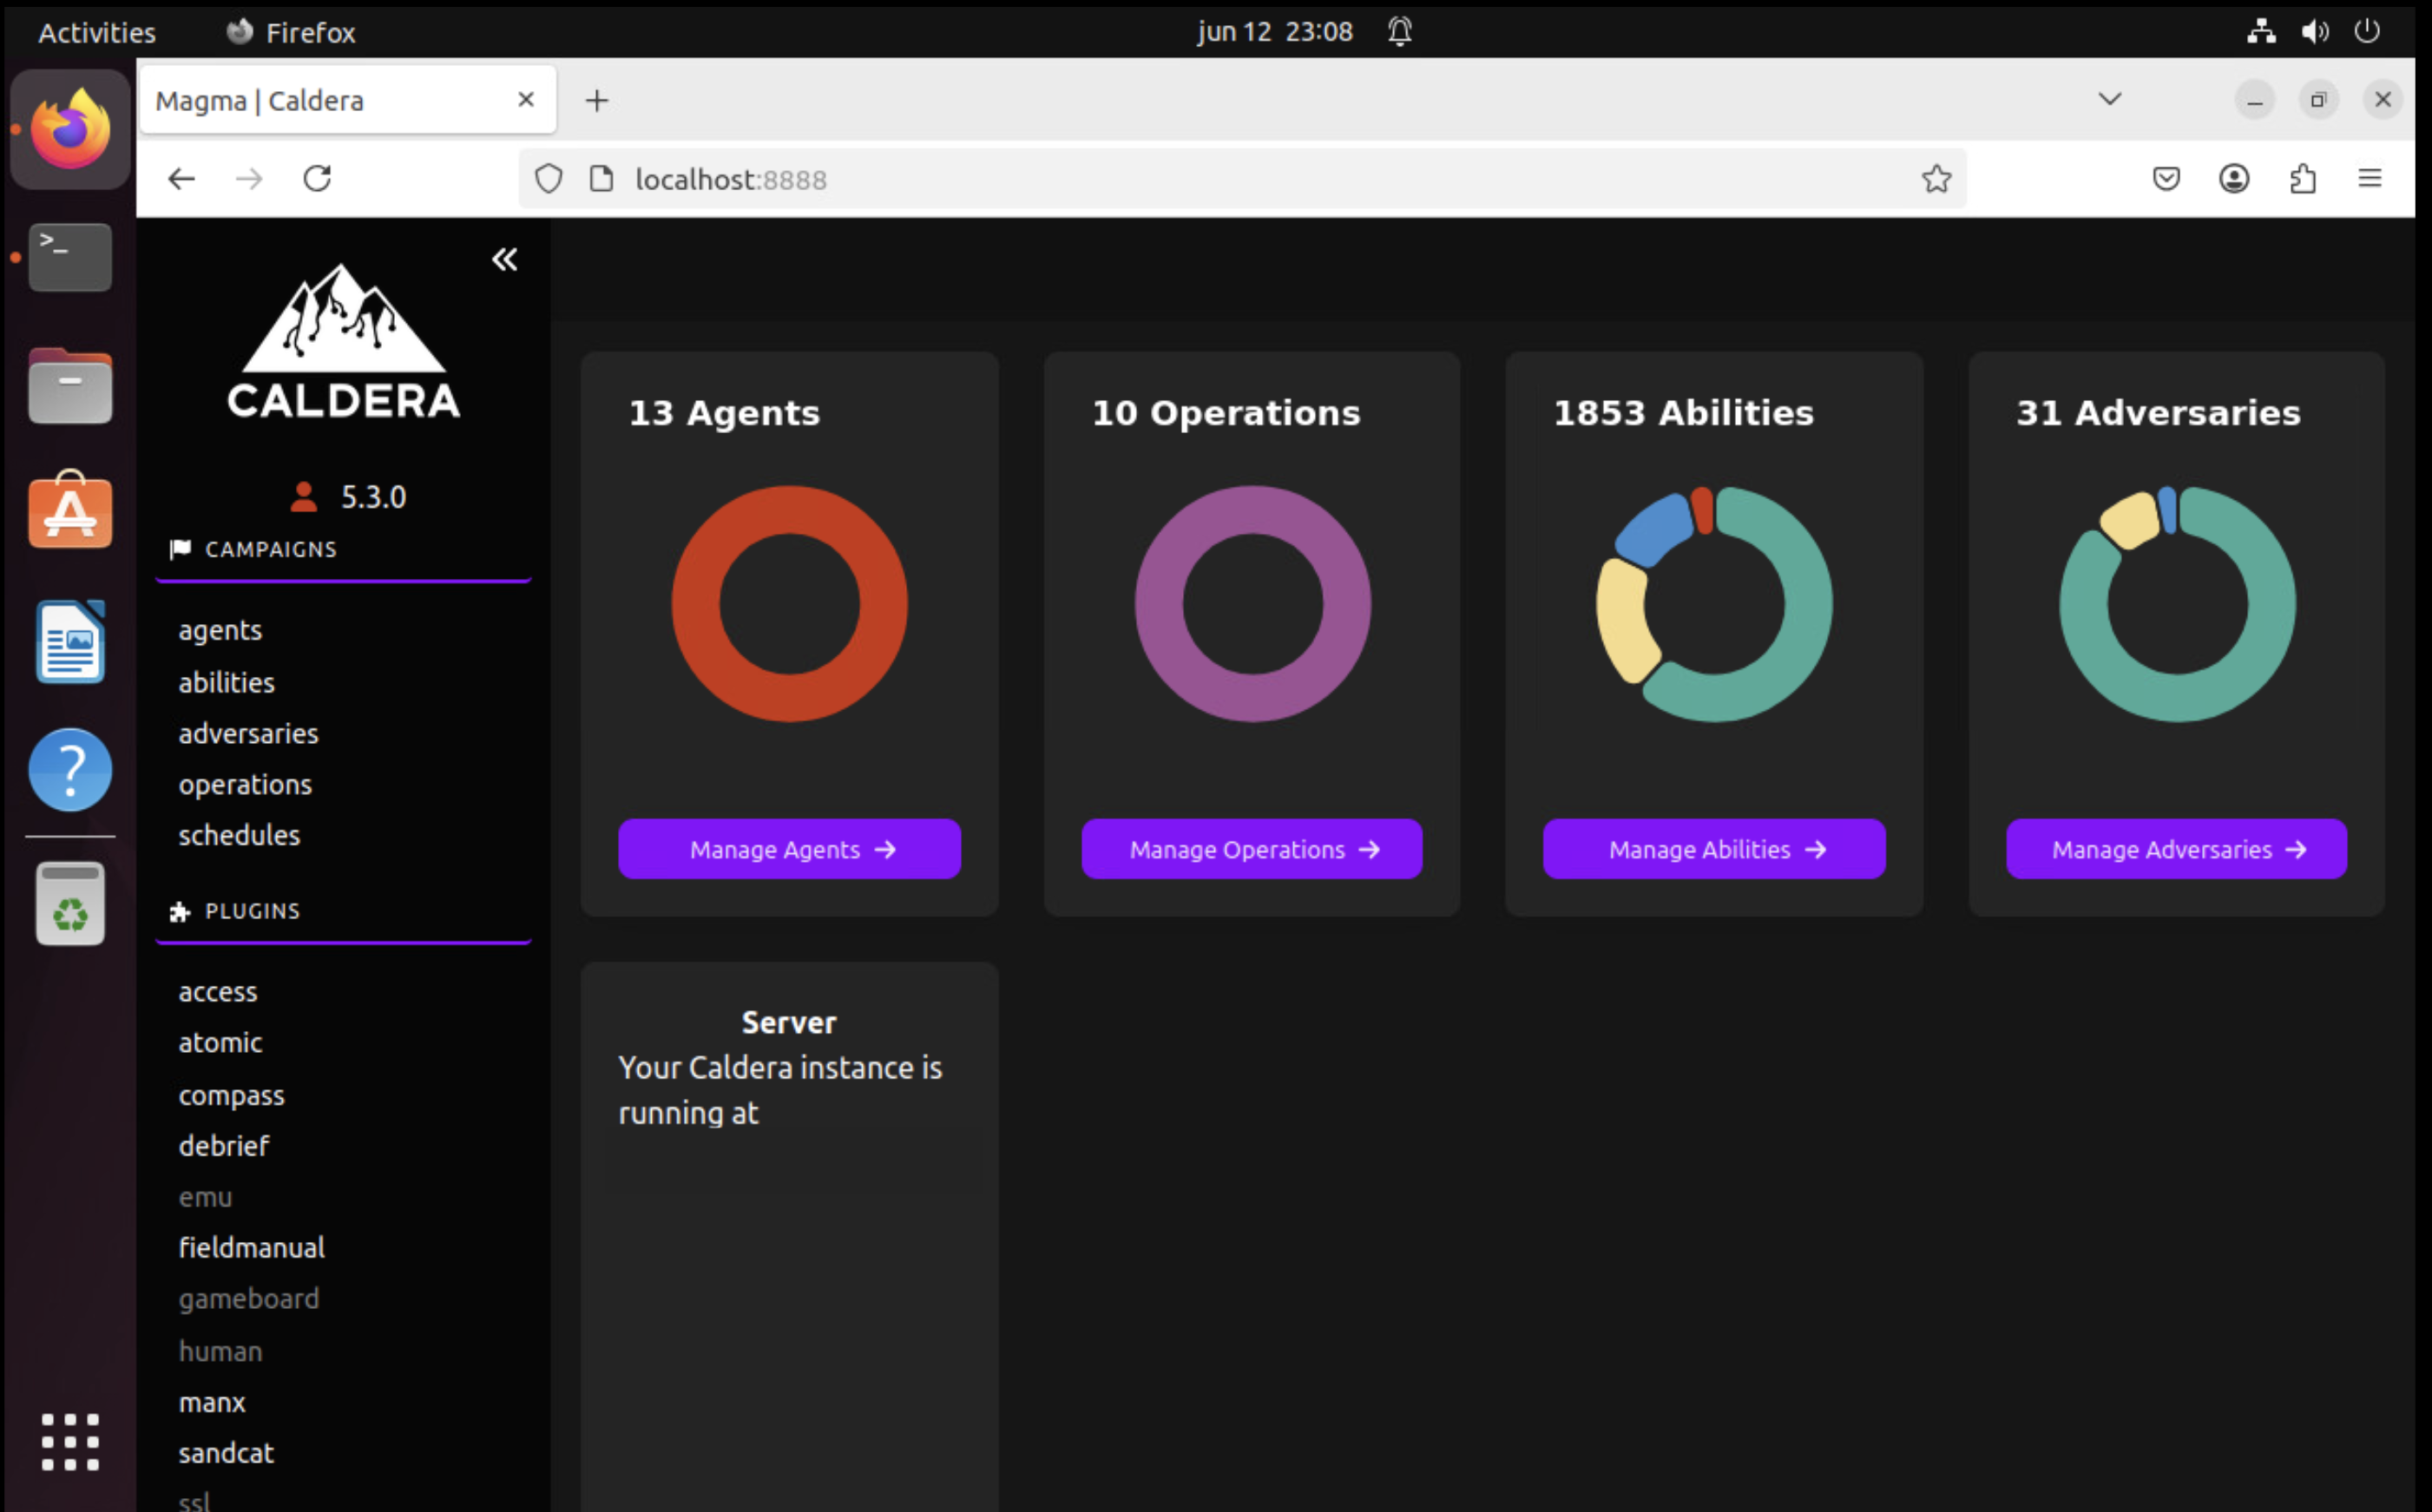 Activities Firefox jun 12 23:08
Magma | Caldera
localhost:8888
CALDERA
5.3.0
CAMPAIGNS
agents
abilities
adversaries
operations
schedules
PLUGINS
access
atomic
compass
debrief
emu
fieldmanual
gameboard
human
manx
sandcat
ssl
13 Agents
Manage Agents →
10 Operations
Manage Operations →
1853 Abilities
Manage Abilities →
31 Adversaries
Manage Adversaries →
Server
Your Caldera instance is
running at